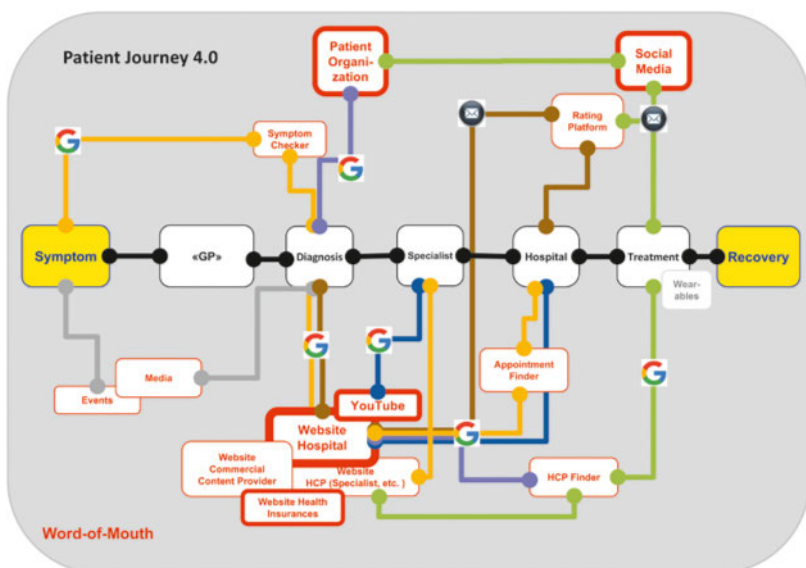 Patient Journey 4.0
Patient
Organi-
zation
Social
Media
Symptom
Checker
Rating
Platform
Symptom
«GP»
Diagnosis
Specialist
Hospital
Treatment
Recovery
Wear-
ables
Media
Events
Appointment
Finder
YouTube
Website
Hospital
Website
Commercial
Content Provider
Website
HCP (Specialist, etc. )
HCP Finder
Website Health
Insurances
Word-of-Mouth